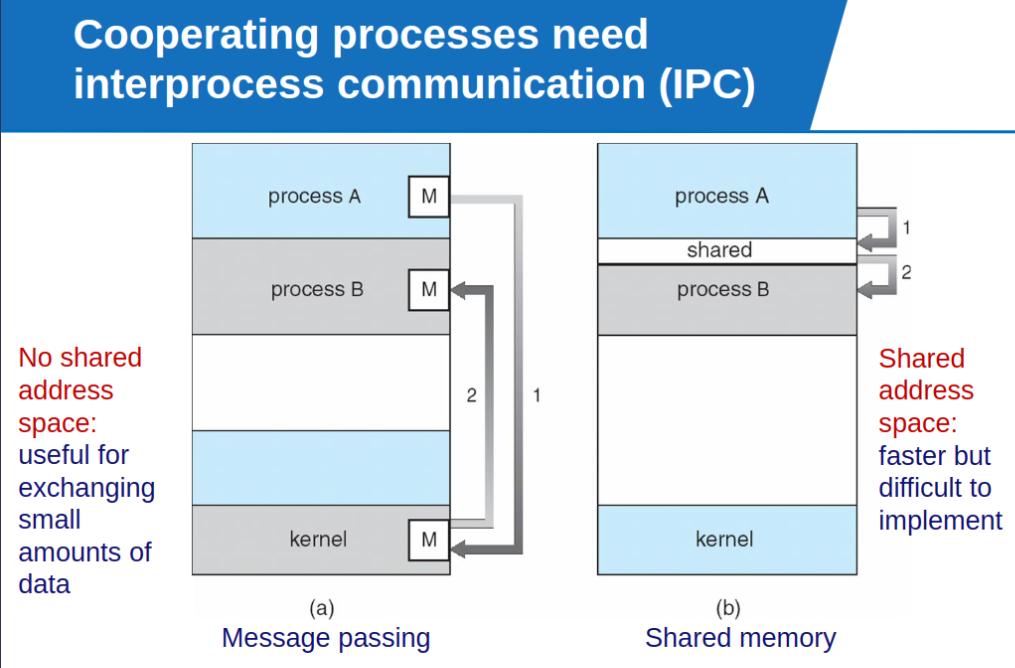 Cooperating processes need
interprocess communication (IPC)
process A
M
process B
M
2
1
kernel
M
(a)
Message passing
No shared
address
space:
useful for
exchanging
small
amounts of
data
process A
1
shared
2
process B
kernel
(b)
Shared memory
Shared
address
space:
faster but
difficult to
implement